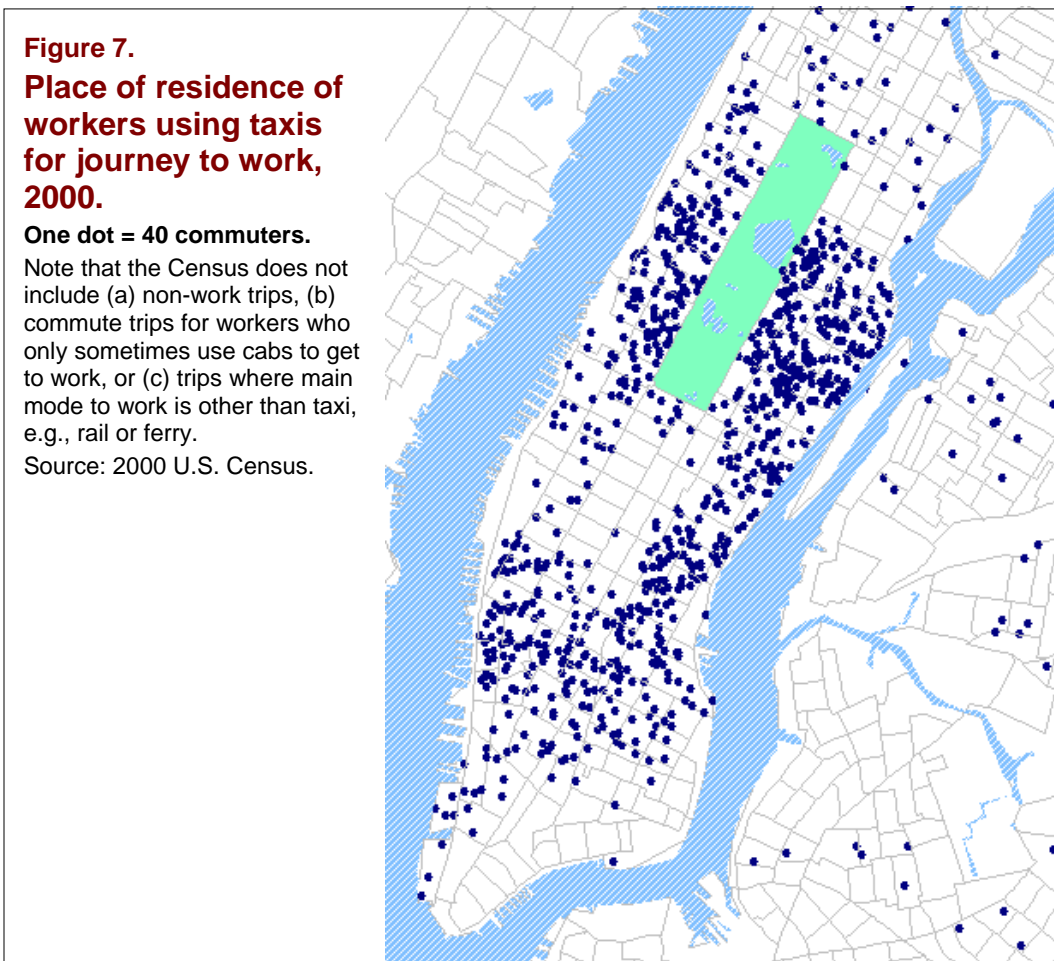 Figure 7.
Place of residence of
workers using taxis
for journey to work,
2000.
One dot = 40 commuters.
Note that the Census does not
include (a) non-work trips, (b)
commute trips for workers who
only sometimes use cabs to get
to work, or (c) trips where main
mode to work is other than taxi,
e.g., rail or ferry.
Source: 2000 U.S. Census.